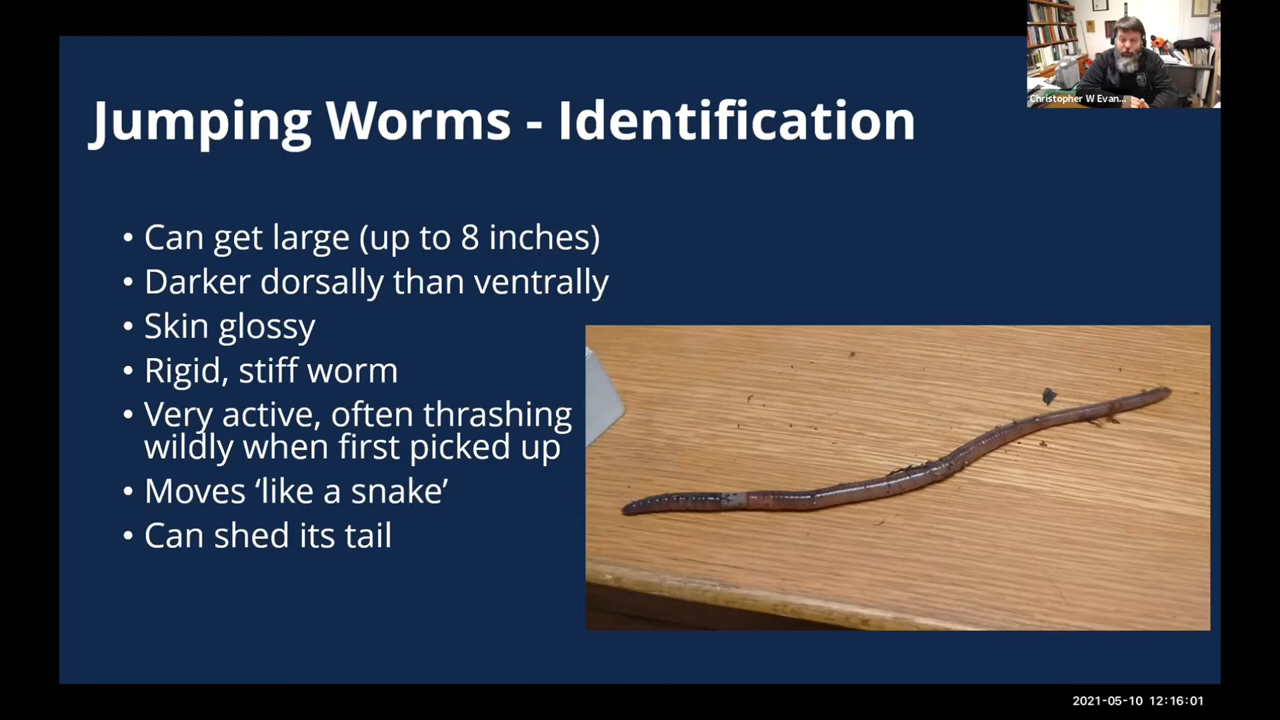 Christopher W Evan...
Jumping Worms - Identification
• Can get large (up to 8 inches)
• Darker dorsally than ventrally
• Skin glossy
• Rigid, stiff worm
• Very active, often thrashing
wildly when first picked up
• Moves ‘like a snake’
• Can shed its tail
2021-05-10 12:16:01